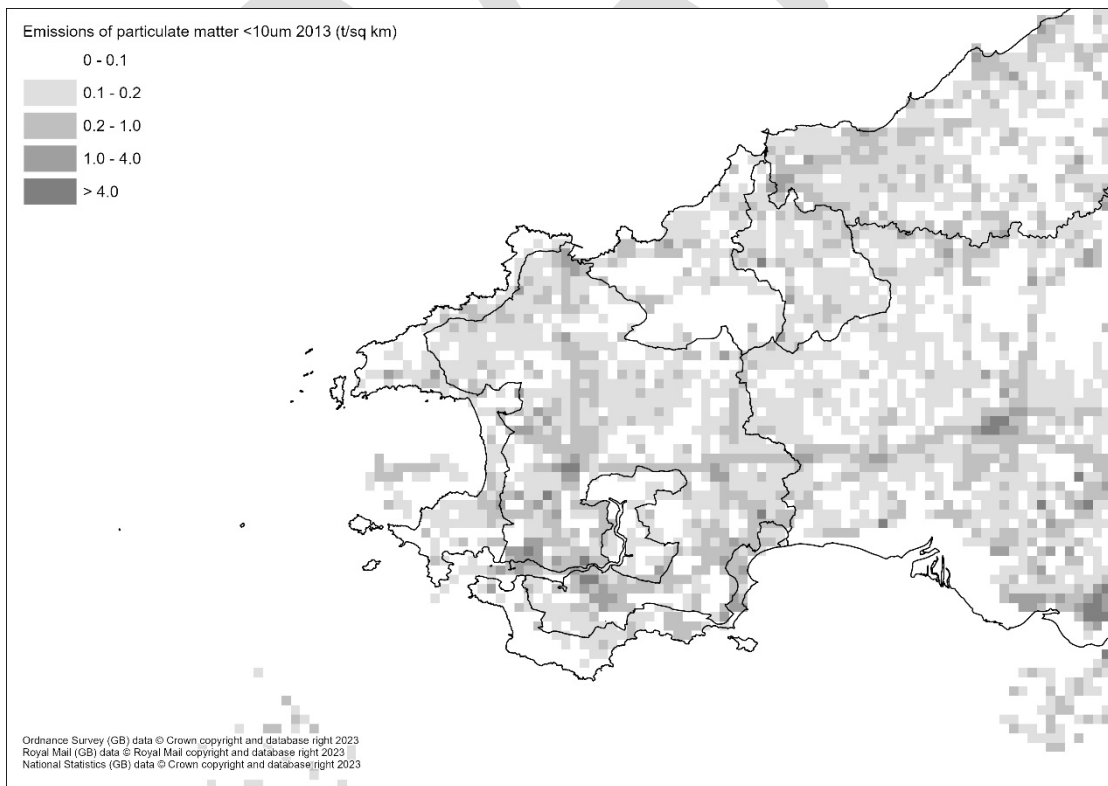 Emissions of particulate matter <10um 2013 (t/sq km)
0 - 0.1
0.1 - 0.2
0.2 - 1.0
1.0 - 4.0
> 4.0
Ordnance Survey (GB) data © Crown copyright and database right 2023
Royal Mail (GB) data © Royal Mail copyright and database right 2023
National Statistics (GB) data © Crown copyright and database right 2023